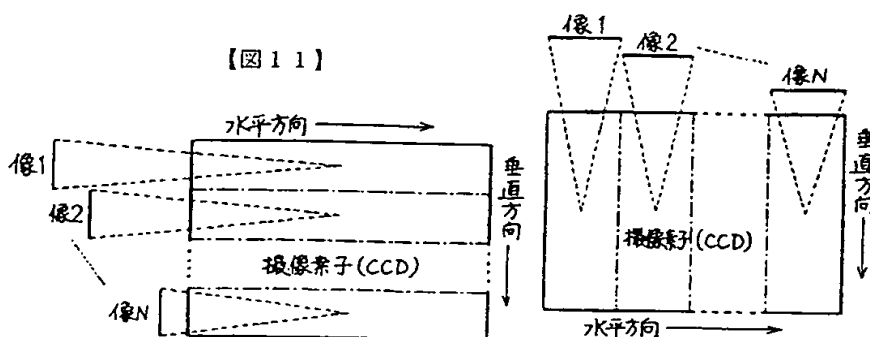 【図11】
水平方向
像1
像2
像N
垂直方向
撮像素子(CCD)
像1
像2
像N
垂直方向
撮像素子(CCD)
水平方向